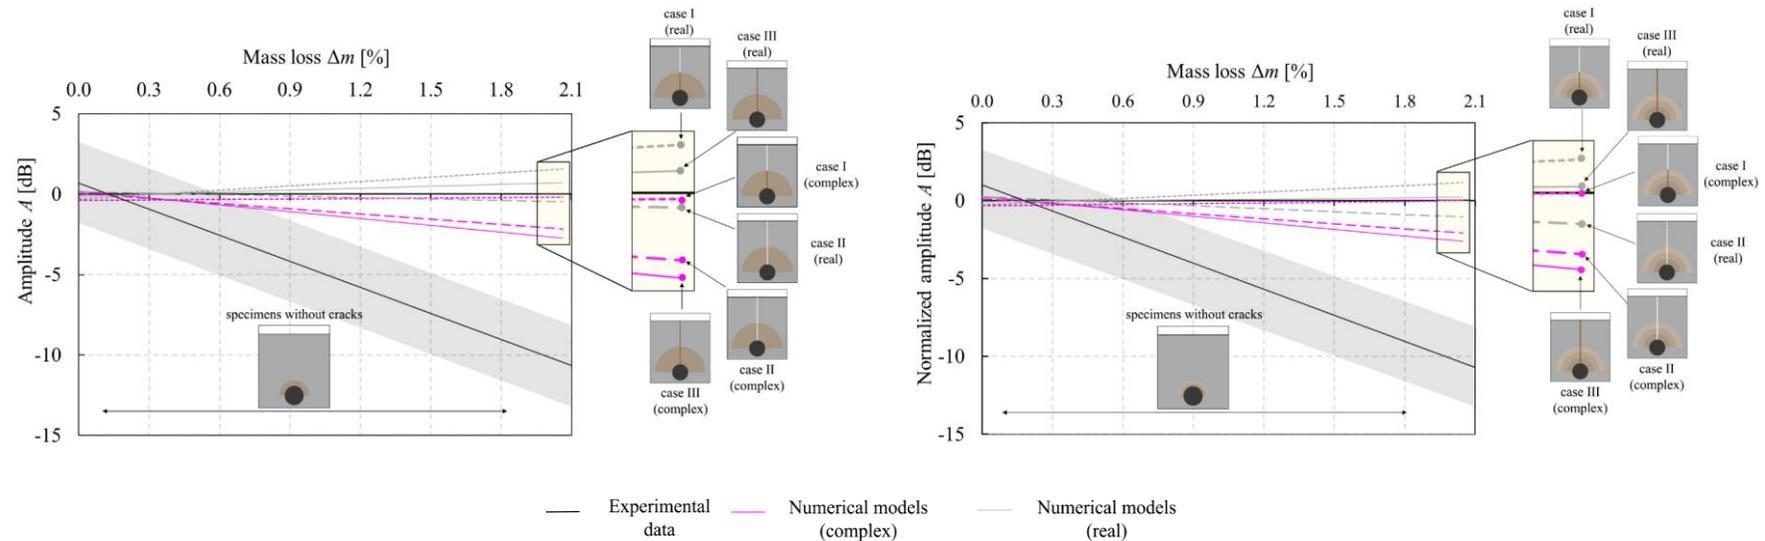 Mass loss Δm [%]
0.0 0.3 0.6 0.9 1.2 1.5 1.8 2.1
Amplitude A [dB]
5
0
-5
-10
-15
specimens without cracks
case I
(real)
case III
(real)
case I
(complex)
case II
(real)
case II
(complex)
case III
(complex)
Mass loss Δm [%]
0.0 0.3 0.6 0.9 1.2 1.5 1.8 2.1
Normalized amplitude A [dB]
5
0
-5
-10
-15
specimens without cracks
case I
(real)
case III
(real)
case I
(complex)
case II
(real)
case II
(complex)
case III
(complex)
Experimental
data
Numerical models
(complex)
Numerical models
(real)